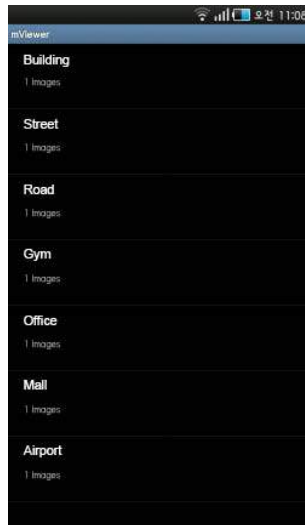 오전 11:08
mViewer
Building
1 Images
Street
1 Images
Road
1 Images
Gym
1 Images
Office
1 Images
Mall
1 Images
Airport
1 Images